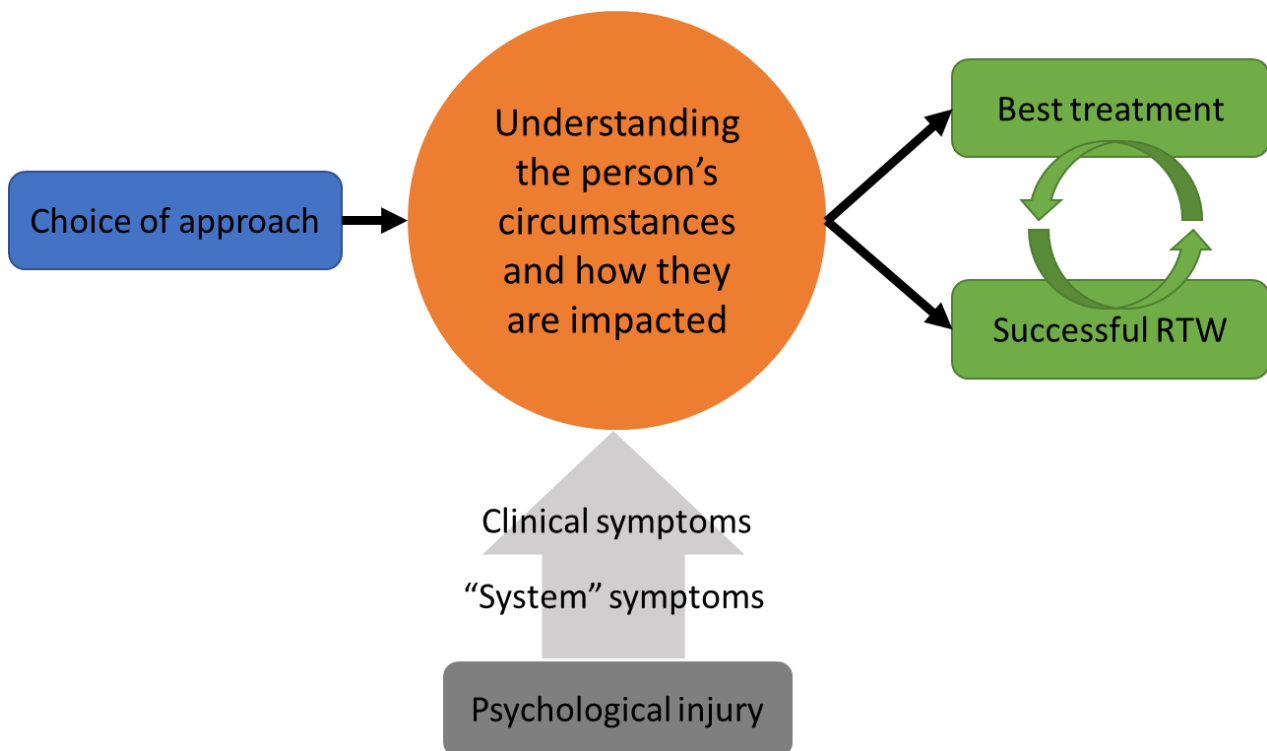 Choice of approach
Understanding
the person’s
circumstances
and how they
are impacted
Best treatment
Successful RTW
Clinical symptoms
“System” symptoms
Psychological injury